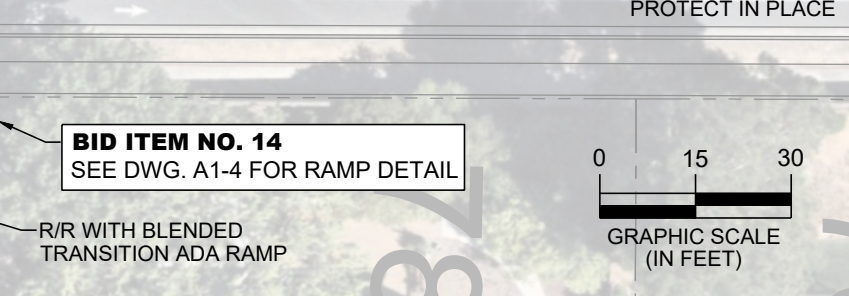 PROTECT IN PLACE
BID ITEM NO. 14
SEE DWG. A1-4 FOR RAMP DETAIL
R/R WITH BLENDED
TRANSITION ADA RAMP
0 15 30
GRAPHIC SCALE
(IN FEET)